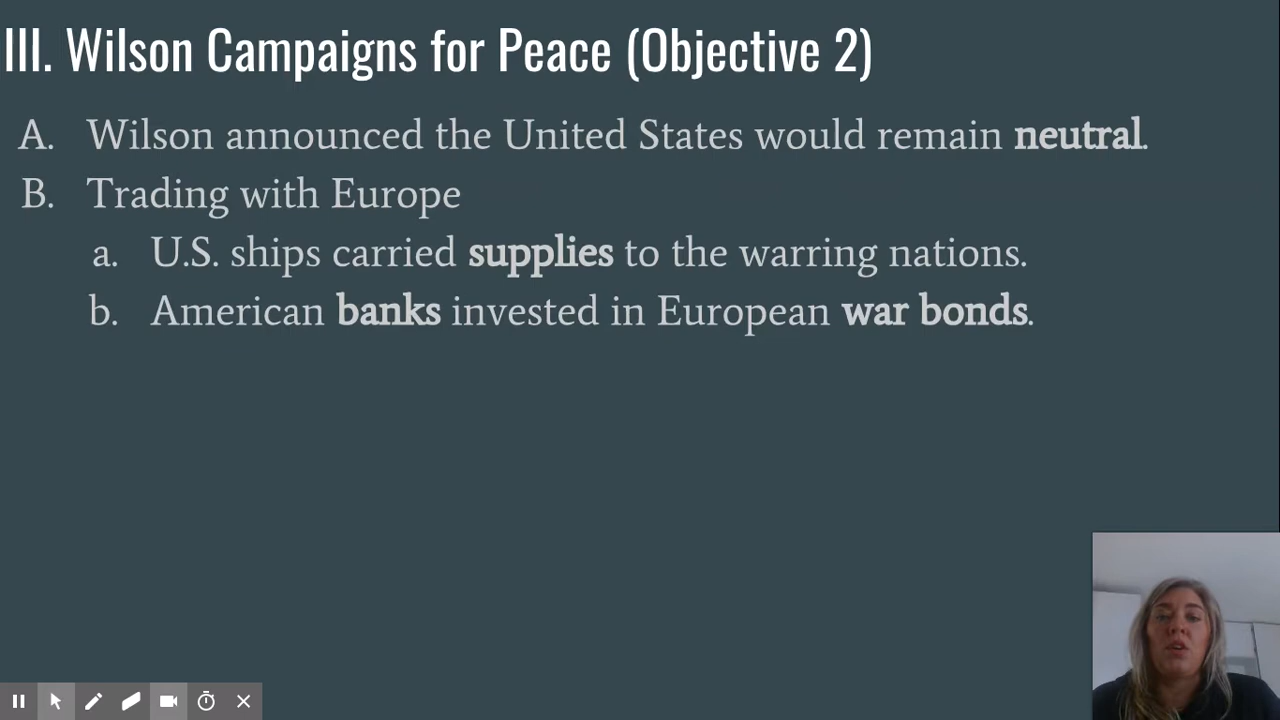 III. Wilson Campaigns for Peace (Objective 2)
A. Wilson announced the United States would remain neutral.
B. Trading with Europe
a. U.S. ships carried supplies to the warring nations.
b. American banks invested in European war bonds.